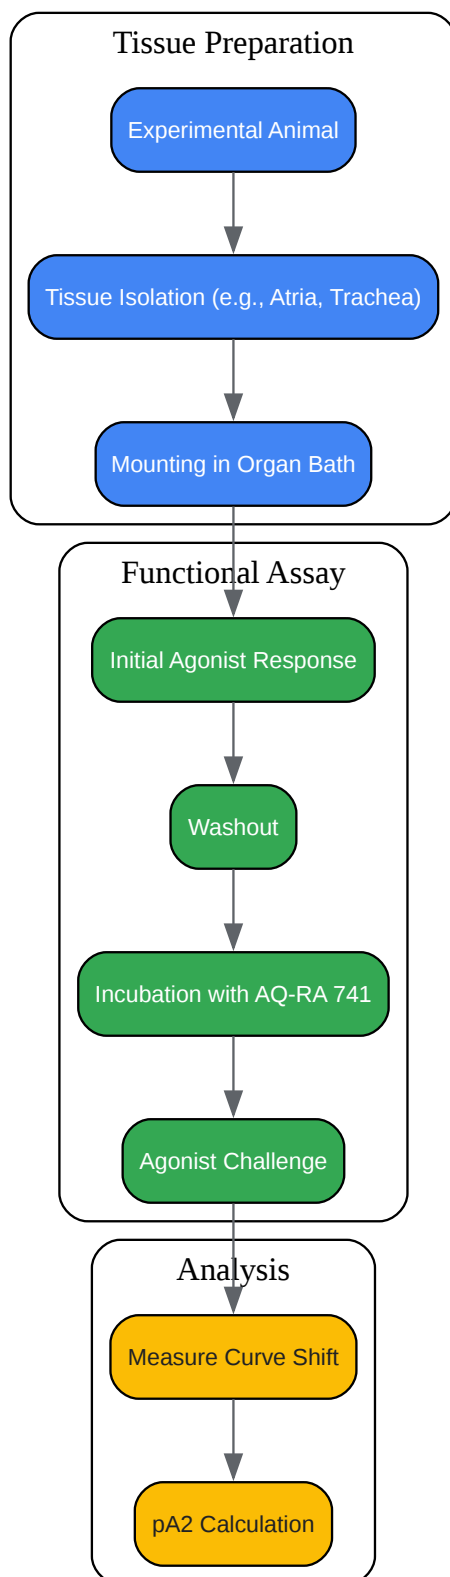 Tissue Preparation
Experimental Animal
Tissue Isolation (e.g., Atria, Trachea)
Mounting in Organ Bath
Functional Assay
Initial Agonist Response
Washout
Incubation with AQ-RA 741
Agonist Challenge
Analysis
Measure Curve Shift
pA2 Calculation